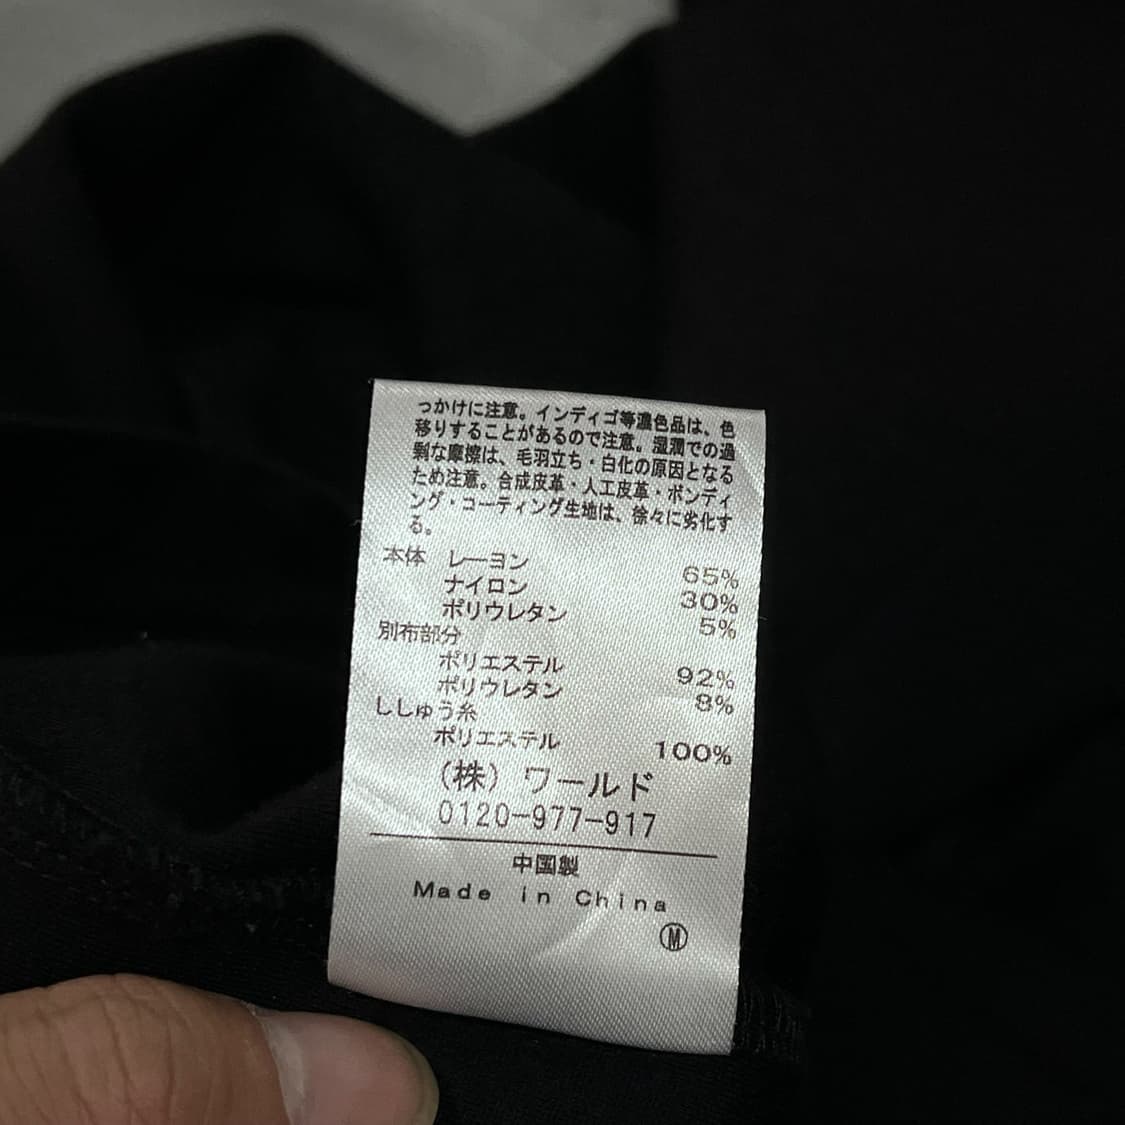 っかけに注意。インディゴ等濃色品は、色
移りすることがあるので注意。湿潤での過
剰な摩擦は、毛羽立ち・白化の原因となる
ため注意。合成皮革・人工皮革・ボンディ
ング・コーティング生地は、徐々に劣化す
る。
本体 レーヨン 65%
ナイロン 30%
ポリウレタン 5%
別布部分
ポリエステル 92%
ポリウレタン 8%
ししゅう糸
ポリエステル 100%
(株) ワールド
0120-977-917
中国製
Made in China
Ⓜ